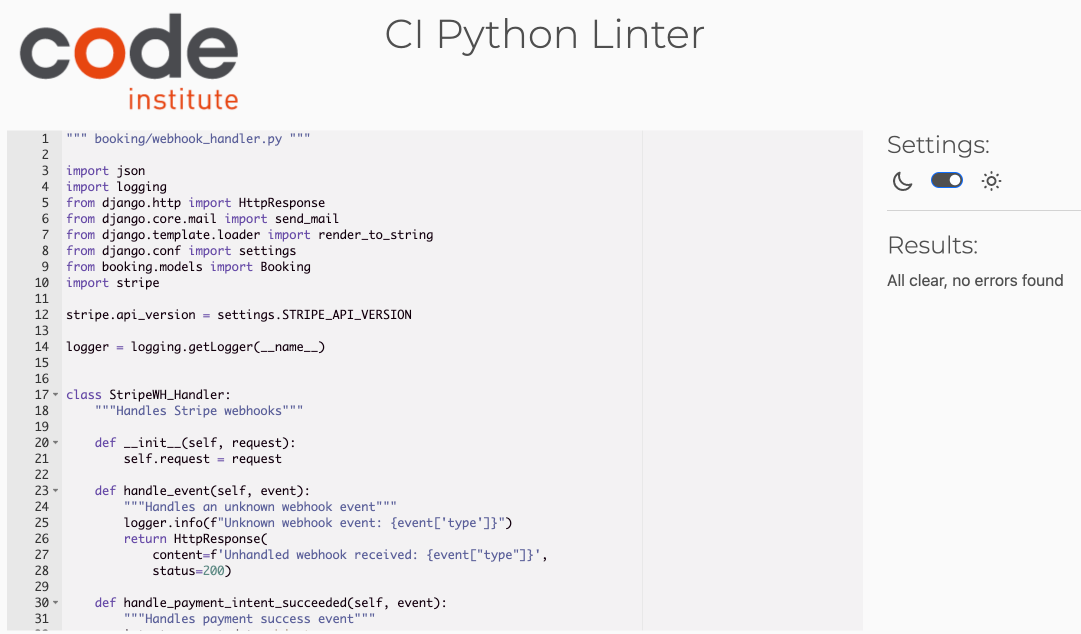 code
institute
CI Python Linter
1 """ booking/webhook_handler.py """
2
3 import json
4 import logging
5 from django.http import HttpResponse
6 from django.core.mail import send_mail
7 from django.template.loader import render_to_string
8 from django.conf import settings
9 from booking.models import Booking
10 import stripe
11
12 stripe.api_version = settings.STRIPE_API_VERSION
13
14 logger = logging.getLogger(__name__)
15
16
17 class StripeWH_Handler:
18     """Handles Stripe webhooks"""
19
20     def __init__(self, request):
21         self.request = request
22
23     def handle_event(self, event):
24         """Handles an unknown webhook event"""
25         logger.info(f"Unknown webhook event: {event['type']}")
26         return HttpResponse(
27             content=f'Unhandled webhook received: {event["type"]}',
28             status=200)
29
30     def handle_payment_intent_succeeded(self, event):
31         """Handles payment success event"""
Settings:
Results:
All clear, no errors found